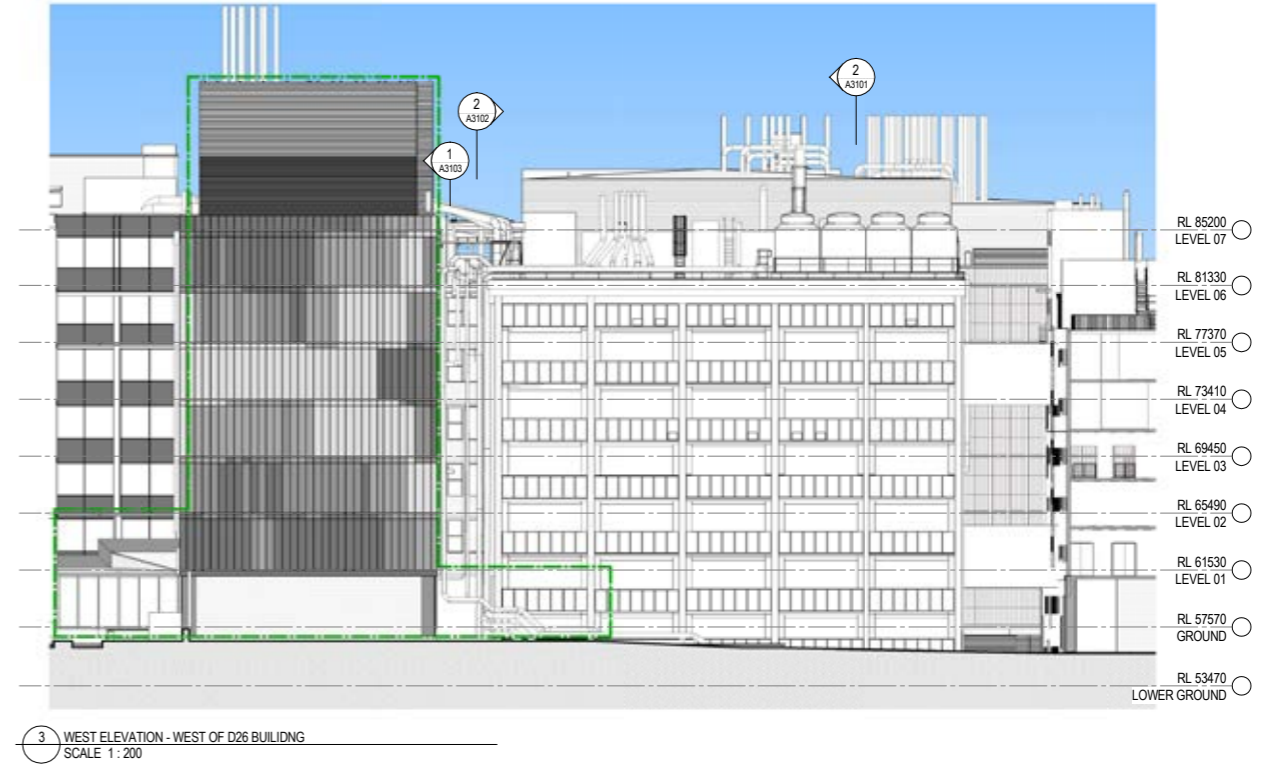 2
A3101
2
A3102
1
A3103
RL 85200
LEVEL 07
RL 81330
LEVEL 06
RL 77370
LEVEL 05
RL 73410
LEVEL 04
RL 69450
LEVEL 03
RL 65490
LEVEL 02
RL 61530
LEVEL 01
RL 57570
GROUND
RL 53470
LOWER GROUND
3 WEST ELEVATION - WEST OF D26 BUILIDNG
SCALE 1 : 200